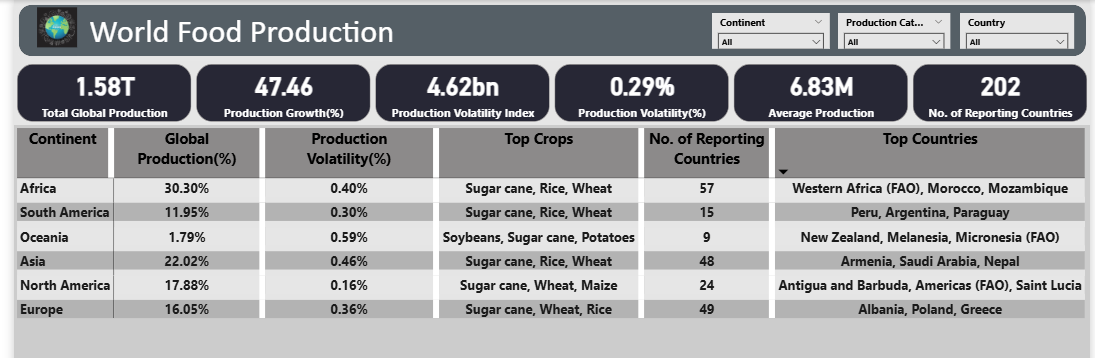 World Food Production
Continent
All
Production Cat...
All
Country
All
1.58T
Total Global Production
47.46
Production Growth(%)
4.62bn
Production Volatility Index
0.29%
Production Volatility(%)
6.83M
Average Production
202
No. of Reporting Countries
Continent Global Production(%) Production Volatility(%) Top Crops No. of Reporting Countries Top Countries
Africa 30.30% 0.40% Sugar cane, Rice, Wheat 57 Western Africa (FAO), Morocco, Mozambique
South America 11.95% 0.30% Sugar cane, Rice, Wheat 15 Peru, Argentina, Paraguay
Oceania 1.79% 0.59% Soybeans, Sugar cane, Potatoes 9 New Zealand, Melanesia, Micronesia (FAO)
Asia 22.02% 0.46% Sugar cane, Rice, Wheat 48 Armenia, Saudi Arabia, Nepal
North America 17.88% 0.16% Sugar cane, Wheat, Maize 24 Antigua and Barbuda, Americas (FAO), Saint Lucia
Europe 16.05% 0.36% Sugar cane, Wheat, Rice 49 Albania, Poland, Greece